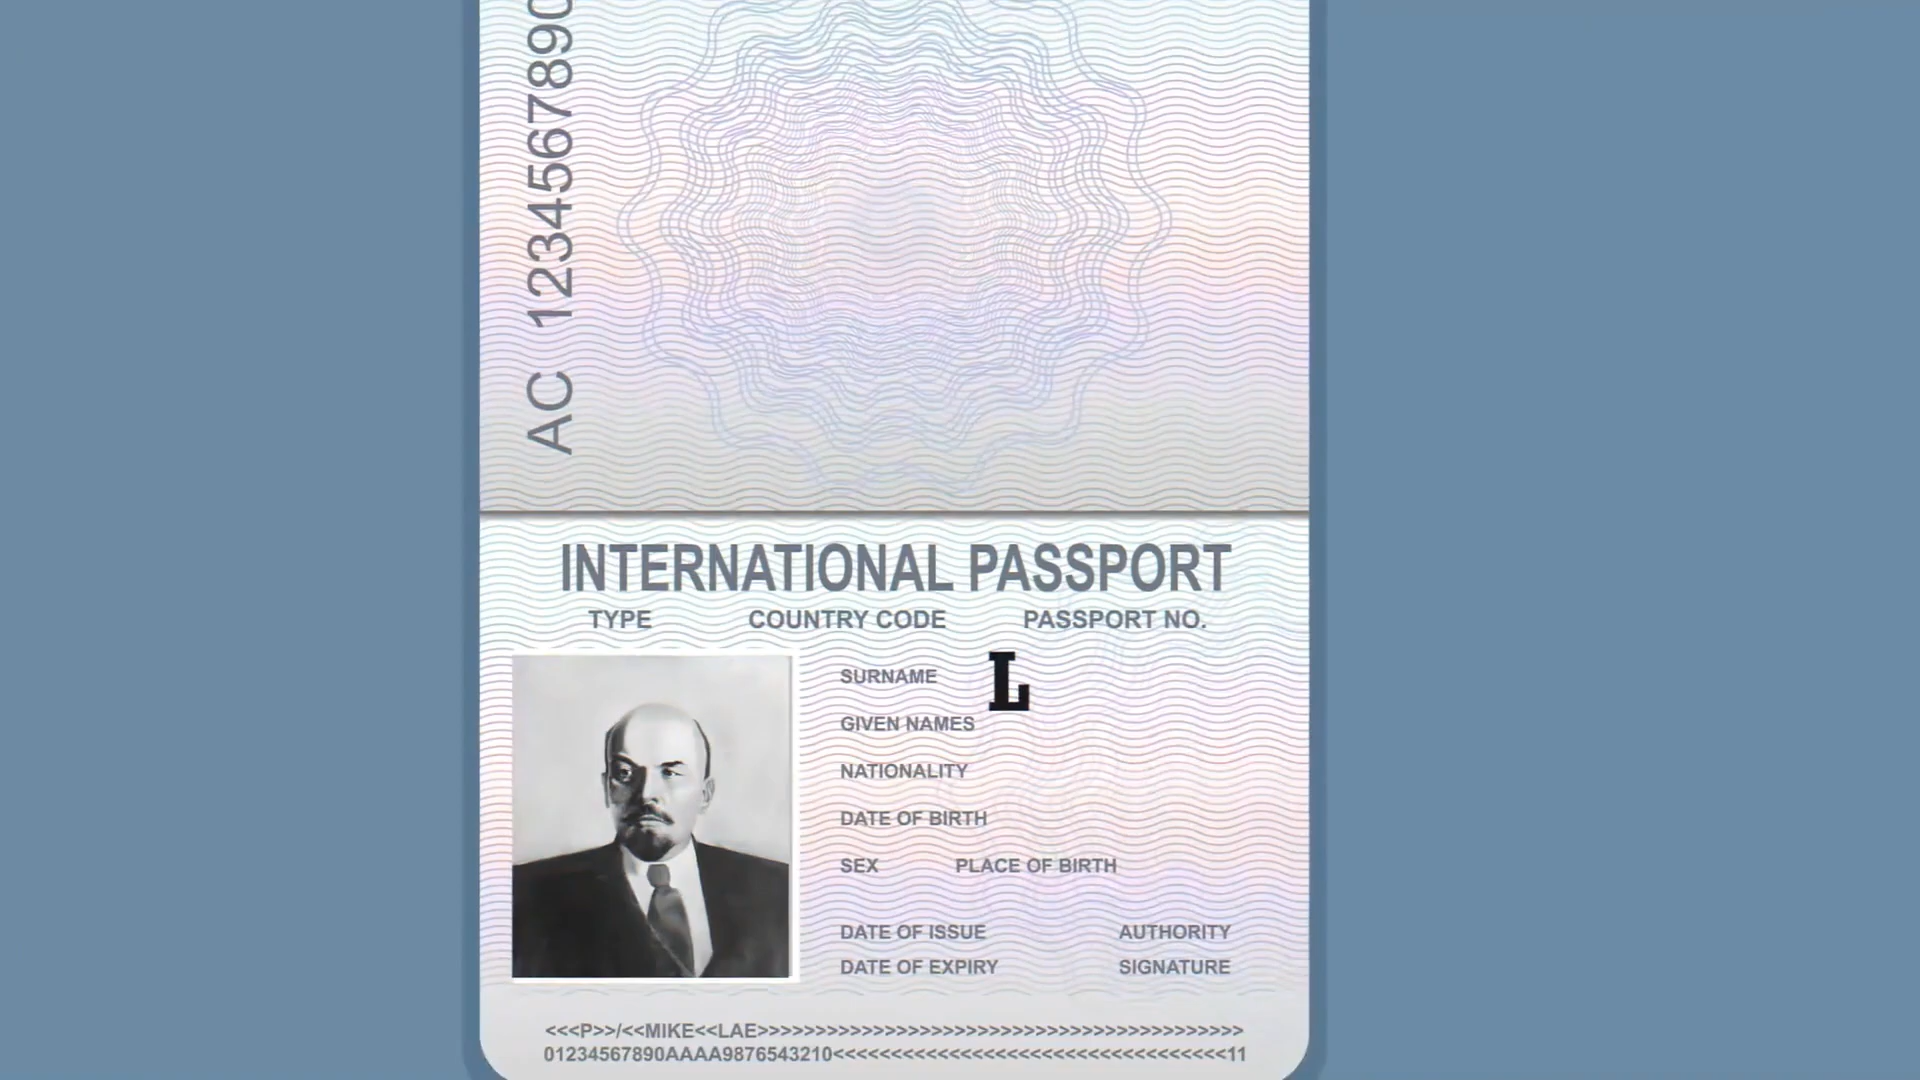 AC 1234567890
INTERNATIONAL PASSPORT
TYPE COUNTRY CODE PASSPORT NO.
SURNAME L
GIVEN NAMES
NATIONALITY
DATE OF BIRTH
SEX PLACE OF BIRTH
DATE OF ISSUE AUTHORITY
DATE OF EXPIRY SIGNATURE
<<<P>>/<<MIKE<<LAE>>>>>>>>>>>>>>>>>>>>>>>>>>>>>>>>>>>>>>>>>>
01234567890AAAA9876543210<<<<<<<<<<<<<<<<<<<<<<<<<<<<<<<<<<11